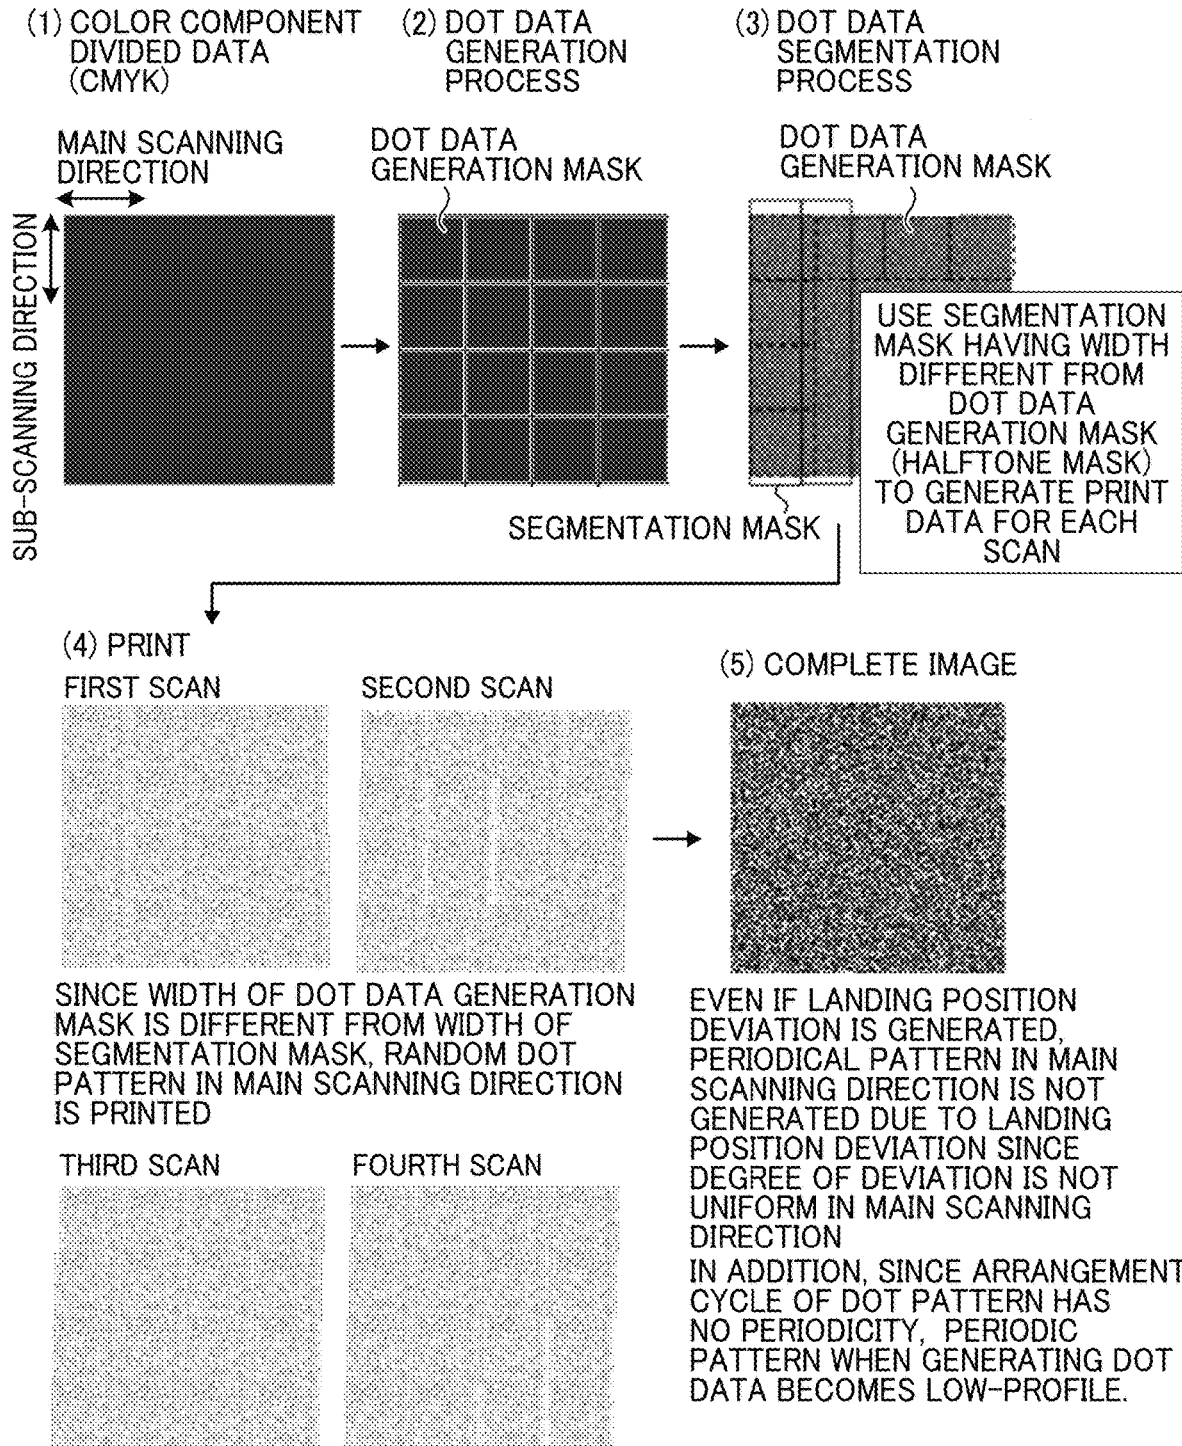 (1) COLOR COMPONENT
DIVIDED DATA
(CMYK)
(2) DOT DATA
GENERATION
PROCESS
(3) DOT DATA
SEGMENTATION
PROCESS
MAIN SCANNING
DIRECTION
SUB-SCANNING DIRECTION
DOT DATA
GENERATION MASK
DOT DATA
GENERATION MASK
SEGMENTATION MASK
USE SEGMENTATION
MASK HAVING WIDTH
DIFFERENT FROM
DOT DATA
GENERATION MASK
(HALFTONE MASK)
TO GENERATE PRINT
DATA FOR EACH
SCAN
(4) PRINT
FIRST SCAN
SECOND SCAN
SINCE WIDTH OF DOT DATA GENERATION
MASK IS DIFFERENT FROM WIDTH OF
SEGMENTATION MASK, RANDOM DOT
PATTERN IN MAIN SCANNING DIRECTION
IS PRINTED
THIRD SCAN
FOURTH SCAN
(5) COMPLETE IMAGE
EVEN IF LANDING POSITION
DEVIATION IS GENERATED,
PERIODICAL PATTERN IN MAIN
SCANNING DIRECTION IS NOT
GENERATED DUE TO LANDING
POSITION DEVIATION SINCE
DEGREE OF DEVIATION IS NOT
UNIFORM IN MAIN SCANNING
DIRECTION
IN ADDITION, SINCE ARRANGEMENT
CYCLE OF DOT PATTERN HAS
NO PERIODICITY, PERIODIC
PATTERN WHEN GENERATING DOT
DATA BECOMES LOW-PROFILE.